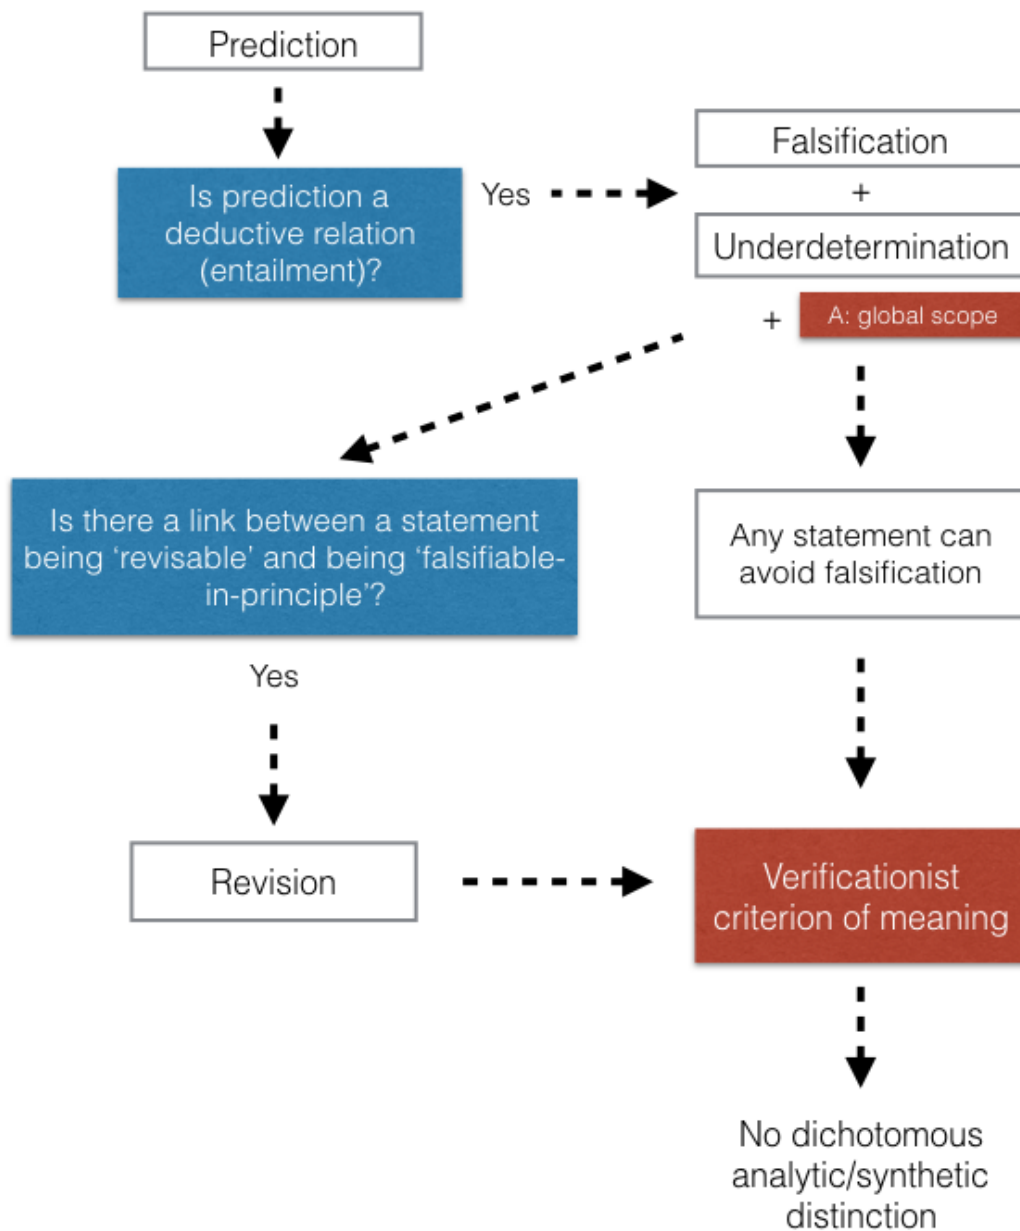 Prediction
Is prediction a
deductive relation
(entailment)?
Yes
Falsification
+
Underdetermination
+ A: global scope
Is there a link between a statement
being ‘revisable’ and being ‘falsifiable-
in-principle’?
Any statement can
avoid falsification
Yes
Revision
Verificationist
criterion of meaning
No dichotomous
analytic/synthetic
distinction